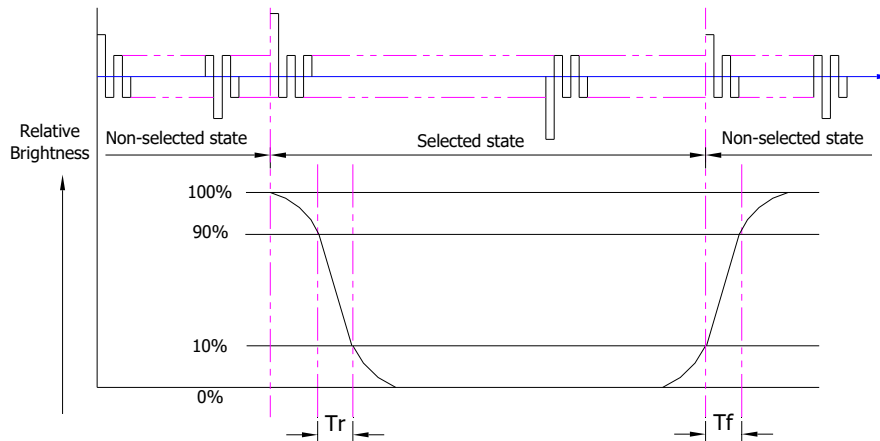 Relative
Brightness
Non-selected state
Selected state
Non-selected state
100%
90%
10%
0%
Tr
Tf